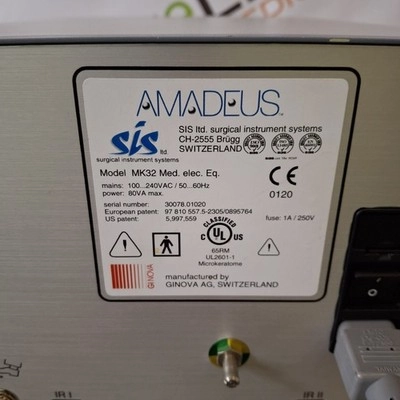 AMADEUS™
sis ltd.
surgical instrument systems
SIS ltd. surgical instrument systems
CH-2555 Brügg
SWITZERLAND
Model MK32 Med. elec. Eq.
mains: 100...240VAC / 50...60Hz
power: 80VA max.
CE
0120
serial number: 30078.01020
European patent: 97 810 557.5-2305/0895764
US patent: 5,997,559
fuse: 1A / 250V
CLASSIFIED
C UL US
65RM
UL2601-1
Microkeratome
GINOVA
manufactured by
GINOVA AG, SWITZERLAND
IR I
IR II